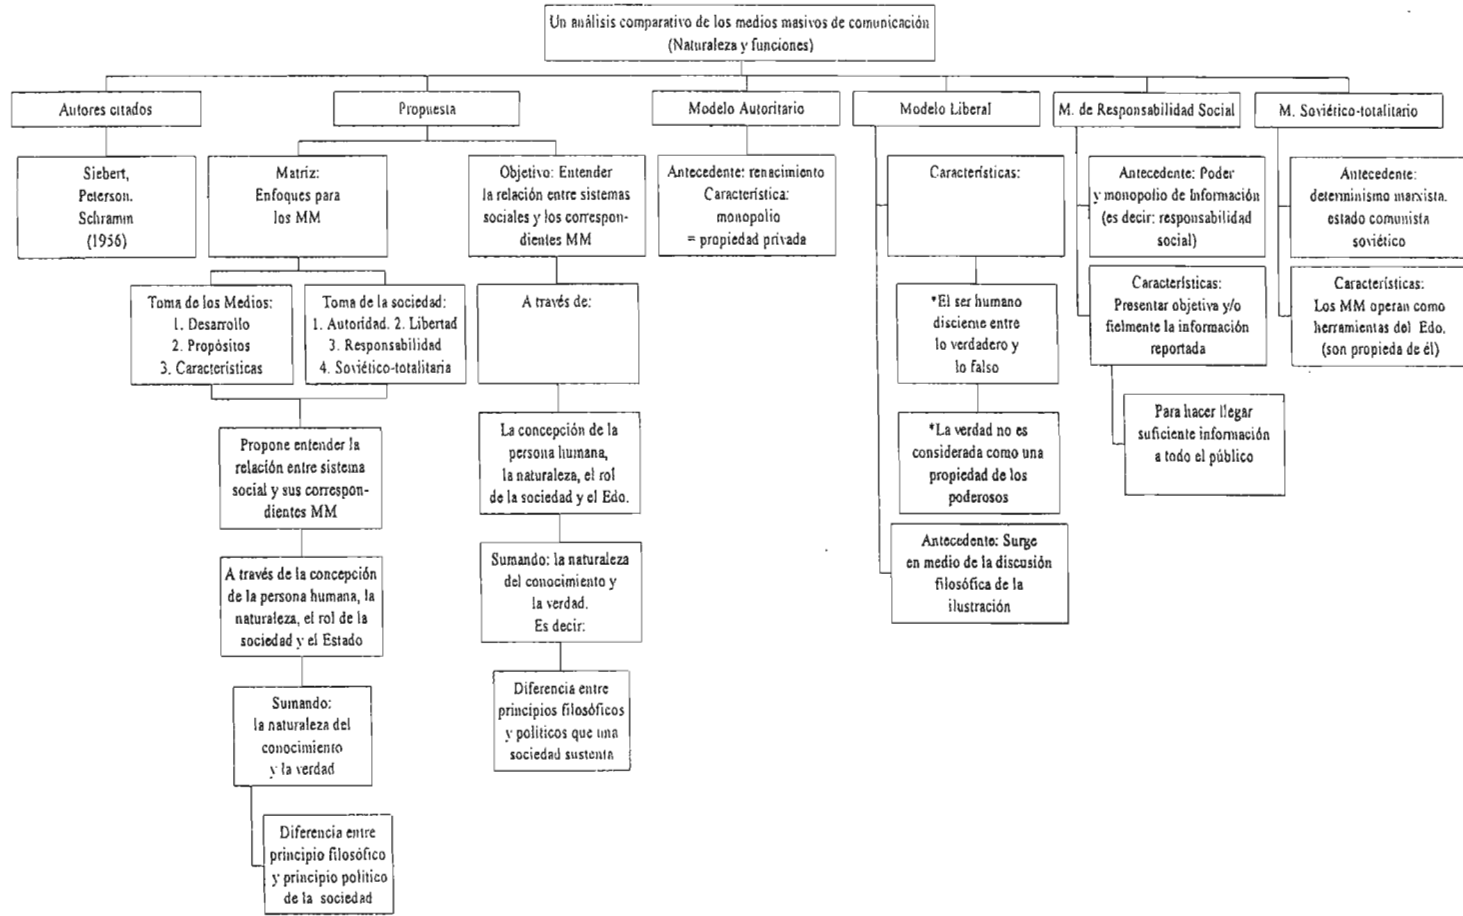 Un análisis comparativo de los medios masivos de comunicación
(Naturaleza y funciones)
Autores citados
Siebert,
Peterson.
Schramm
(1956)
Propuesta
Matriz:
Enfoques para
los MM
Toma de los Medios:
1. Desarrollo
2. Propósitos
3. Características
Toma de la sociedad:
1. Autoridad. 2. Libertad
3. Responsabilidad
4. Soviético-totalitaria
Propone entender la
relación entre sistema
social y sus correspon-
dientes MM
A través de la concepción
de la persona humana, la
naturaleza, el rol de la
sociedad y el Estado
Sumando:
la naturaleza del
conocimiento
y la verdad
Diferencia entre
principio filosófico
y principio político
de la sociedad
Objetivo: Entender
la relación entre sistemas
sociales y los correspon-
dientes MM
A través de:
La concepción de la
persona humana,
la naturaleza, el rol
de la sociedad y el Edo.
Sumando: la naturaleza
del conocimiento y
la verdad.
Es decir:
Diferencia entre
principios filosóficos
y políticos que una
sociedad sustenta
Modelo Autoritario
Antecedente: renacimiento
Característica:
monopolio
= propiedad privada
Modelo Liberal
Características:
*El ser humano
disciente entre
lo verdadero y
lo falso
*La verdad no es
considerada como una
propiedad de los
poderosos
Antecedente: Surge
en medio de la discusión
filosófica de la
ilustración
M. de Responsabilidad Social
Antecedente: Poder
y monopolio de Información
(es decir: responsabilidad
social)
Características:
Presentar objetiva y/o
fielmente la información
reportada
Para hacer llegar
suficiente información
a todo el público
M. Soviético-totalitario
Antecedente:
determinismo marxista.
estado comunista
soviético
Características:
Los MM operan como
herramientas del Edo.
(son propieda de él)